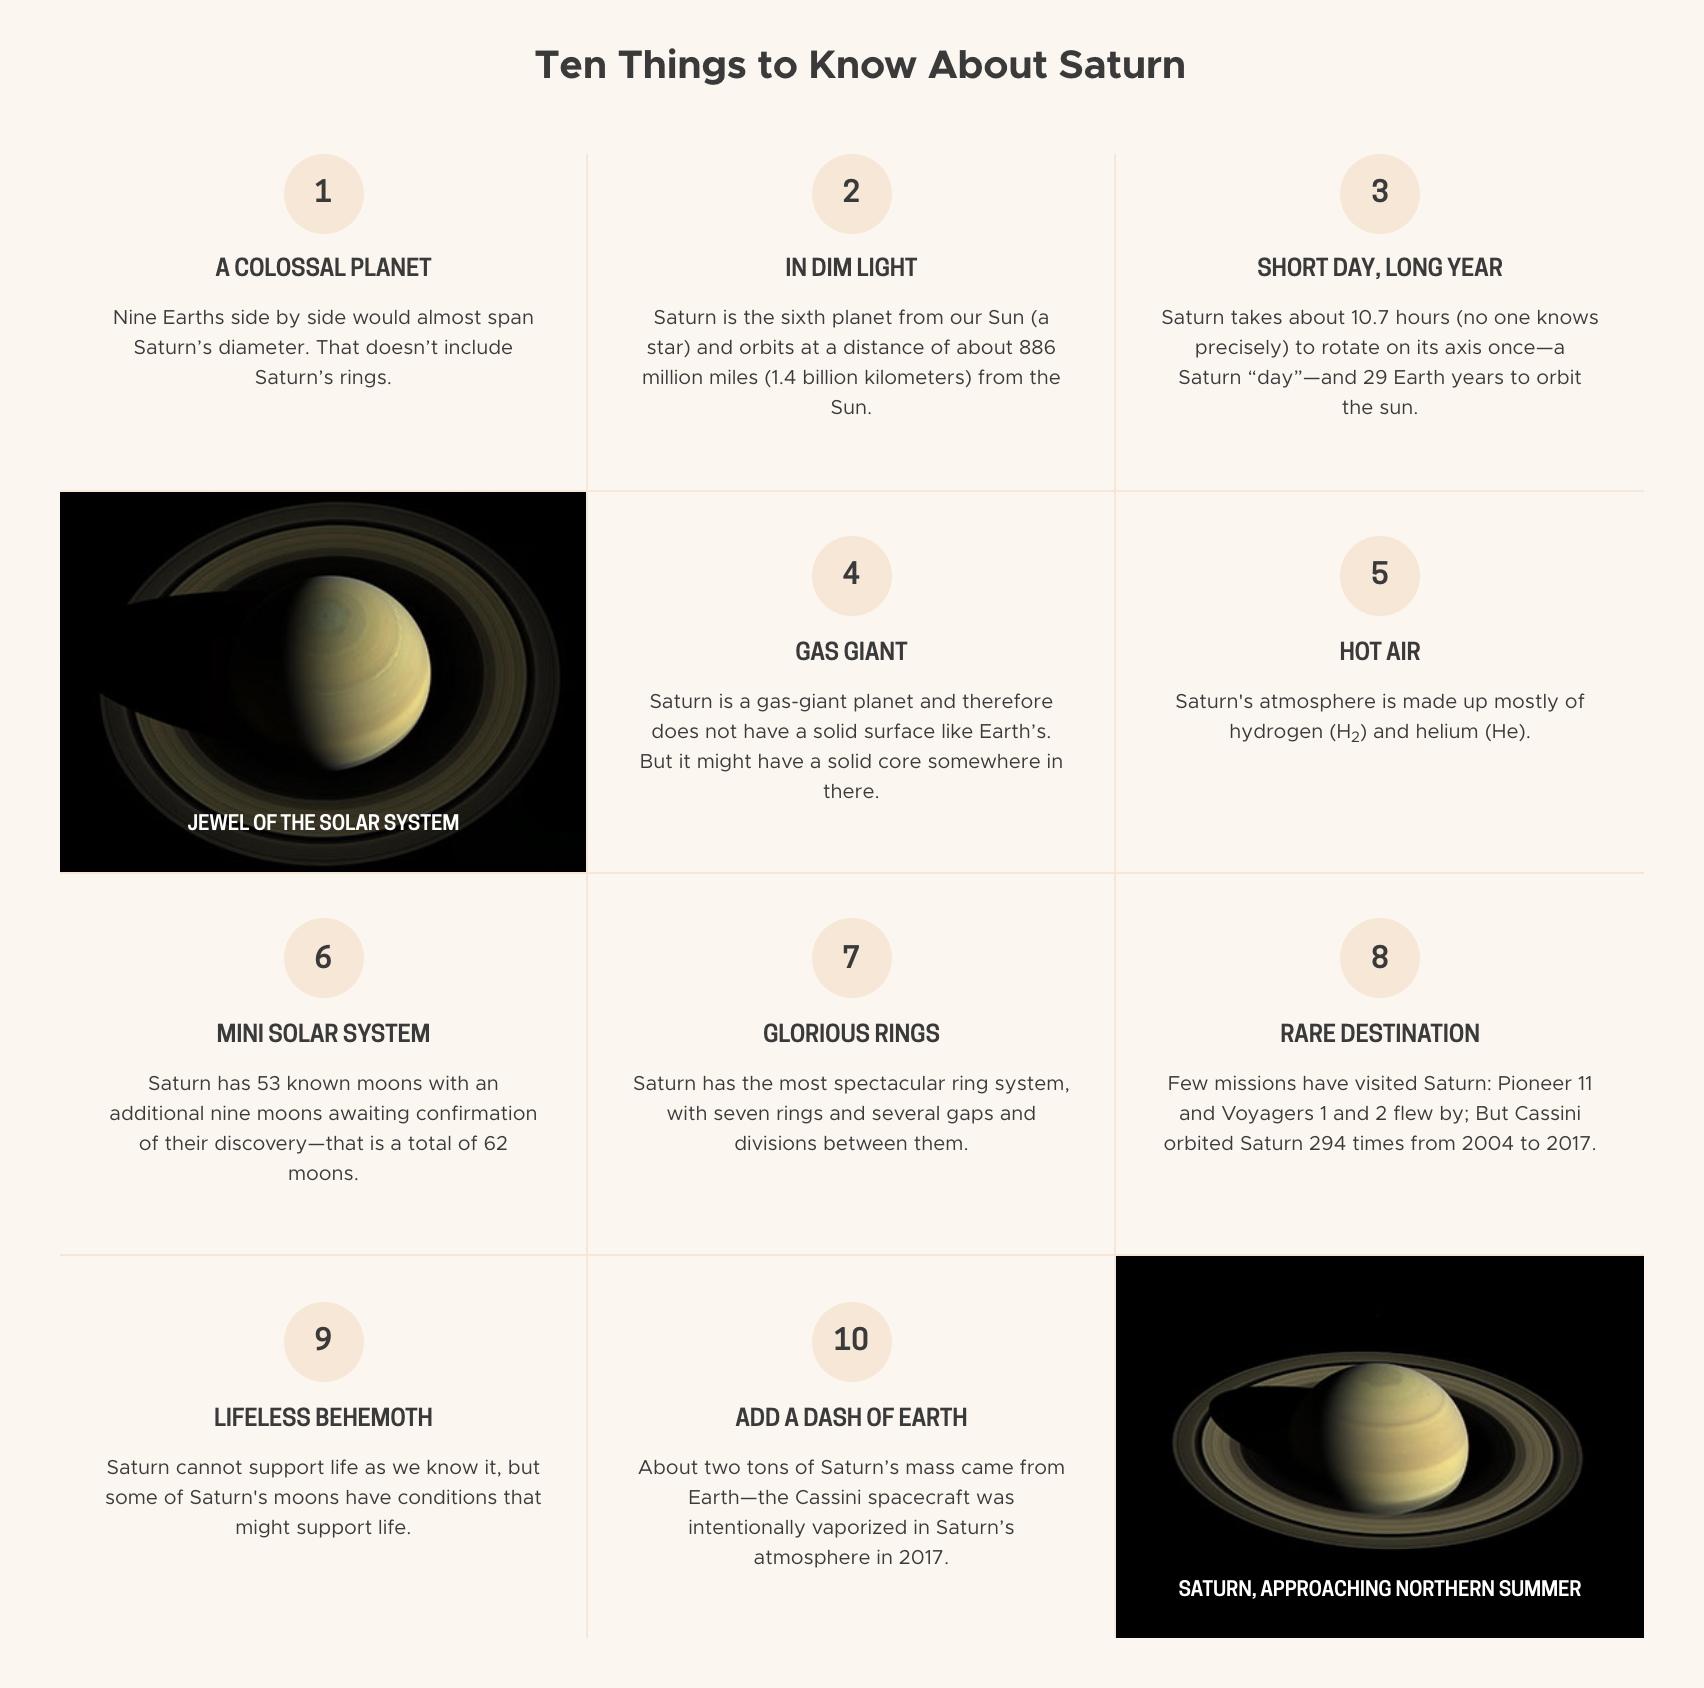 Ten Things to Know About Saturn
1
A COLOSSAL PLANET
Nine Earths side by side would almost span
Saturn’s diameter. That doesn’t include
Saturn’s rings.
2
IN DIM LIGHT
Saturn is the sixth planet from our Sun (a
star) and orbits at a distance of about 886
million miles (1.4 billion kilometers) from the
Sun.
3
SHORT DAY, LONG YEAR
Saturn takes about 10.7 hours (no one knows
precisely) to rotate on its axis once—a
Saturn “day”—and 29 Earth years to orbit
the sun.
JEWEL OF THE SOLAR SYSTEM
4
GAS GIANT
Saturn is a gas-giant planet and therefore
does not have a solid surface like Earth’s.
But it might have a solid core somewhere in
there.
5
HOT AIR
Saturn's atmosphere is made up mostly of
hydrogen (H₂) and helium (He).
6
MINI SOLAR SYSTEM
Saturn has 53 known moons with an
additional nine moons awaiting confirmation
of their discovery—that is a total of 62
moons.
7
GLORIOUS RINGS
Saturn has the most spectacular ring system,
with seven rings and several gaps and
divisions between them.
8
RARE DESTINATION
Few missions have visited Saturn: Pioneer 11
and Voyagers 1 and 2 flew by; But Cassini
orbited Saturn 294 times from 2004 to 2017.
9
LIFELESS BEHEMOTH
Saturn cannot support life as we know it, but
some of Saturn's moons have conditions that
might support life.
10
ADD A DASH OF EARTH
About two tons of Saturn’s mass came from
Earth—the Cassini spacecraft was
intentionally vaporized in Saturn’s
atmosphere in 2017.
SATURN, APPROACHING NORTHERN SUMMER